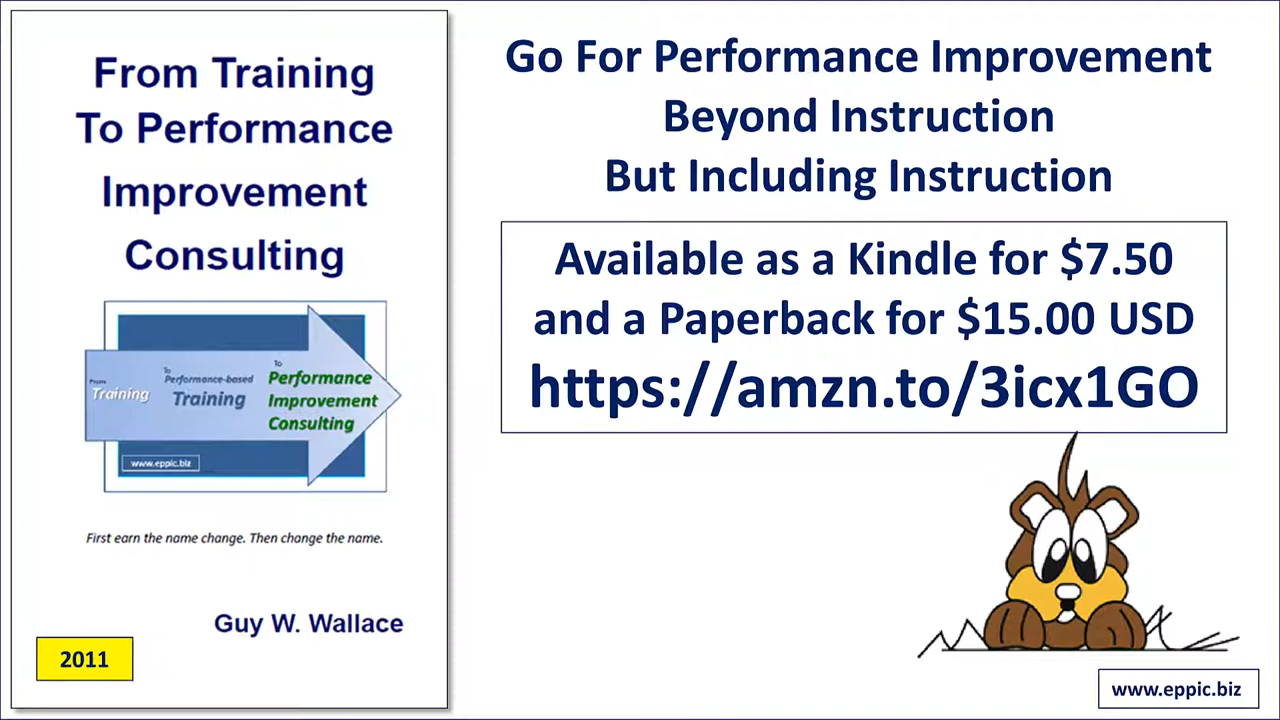 From Training
To Performance
Improvement
Consulting
From
Training
To
Performance-based
Training
To
Performance
Improvement
Consulting
www.eppic.biz
First earn the name change. Then change the name.
Guy W. Wallace
2011
Go For Performance Improvement
Beyond Instruction
But Including Instruction
Available as a Kindle for $7.50
and a Paperback for $15.00 USD
https://amzn.to/3icx1GO
www.eppic.biz